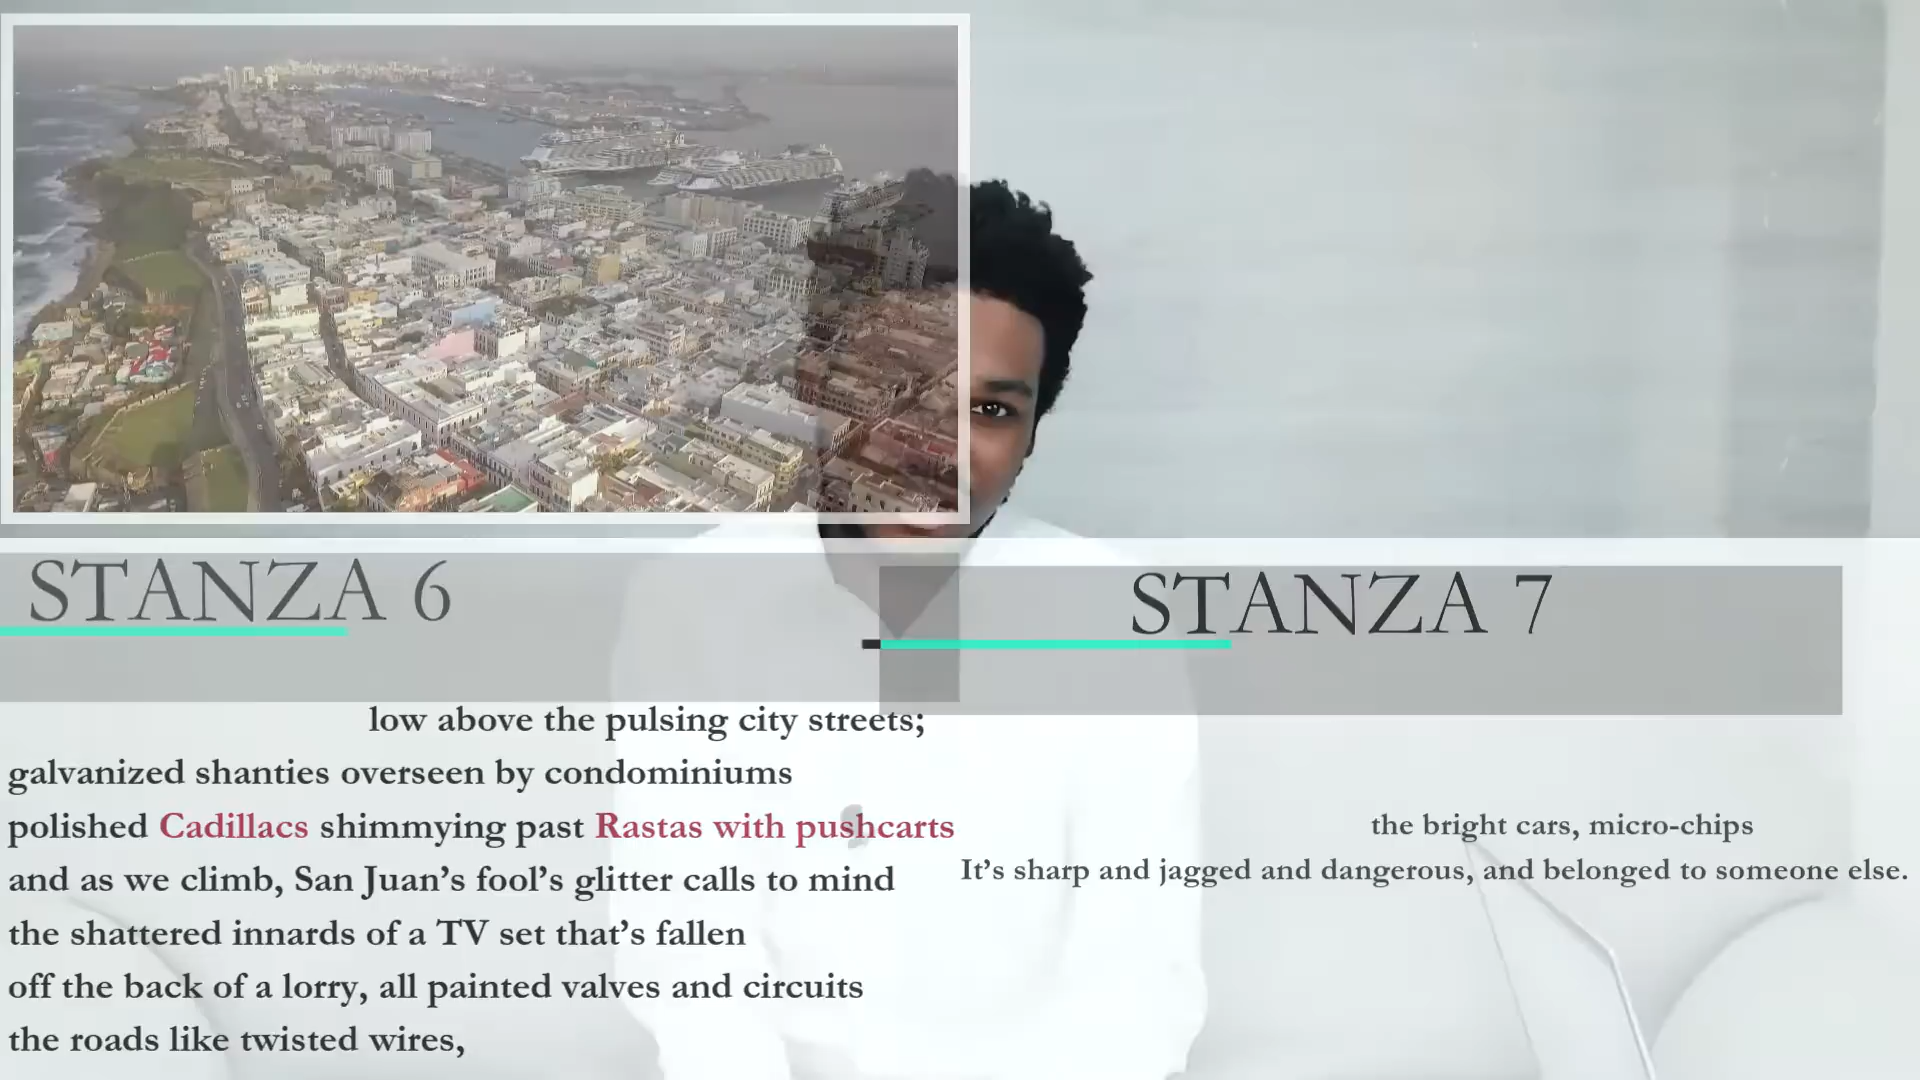 STANZA 6
low above the pulsing city streets;
galvanized shanties overseen by condominiums
polished Cadillacs shimmying past Rastas with pushcarts
and as we climb, San Juan’s fool’s glitter calls to mind
the shattered innards of a TV set that’s fallen
off the back of a lorry, all painted valves and circuits
the roads like twisted wires,
STANZA 7
the bright cars, micro-chips
It’s sharp and jagged and dangerous, and belonged to someone else.